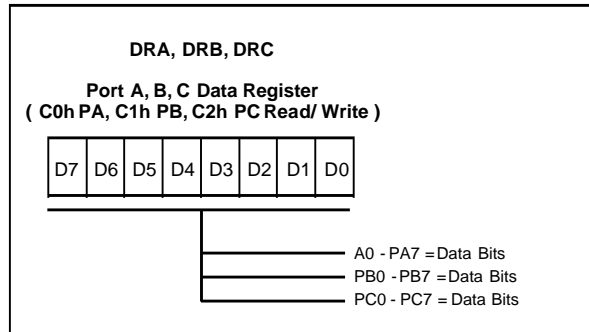 DRA, DRB, DRC
Port A, B, C Data Register
( C0h PA, C1h PB, C2h PC Read/ Write )
D7 D6 D5 D4 D3 D2 D1 D0
A0 - PA7 = Data Bits
PB0 - PB7 = Data Bits
PC0 - PC7 = Data Bits